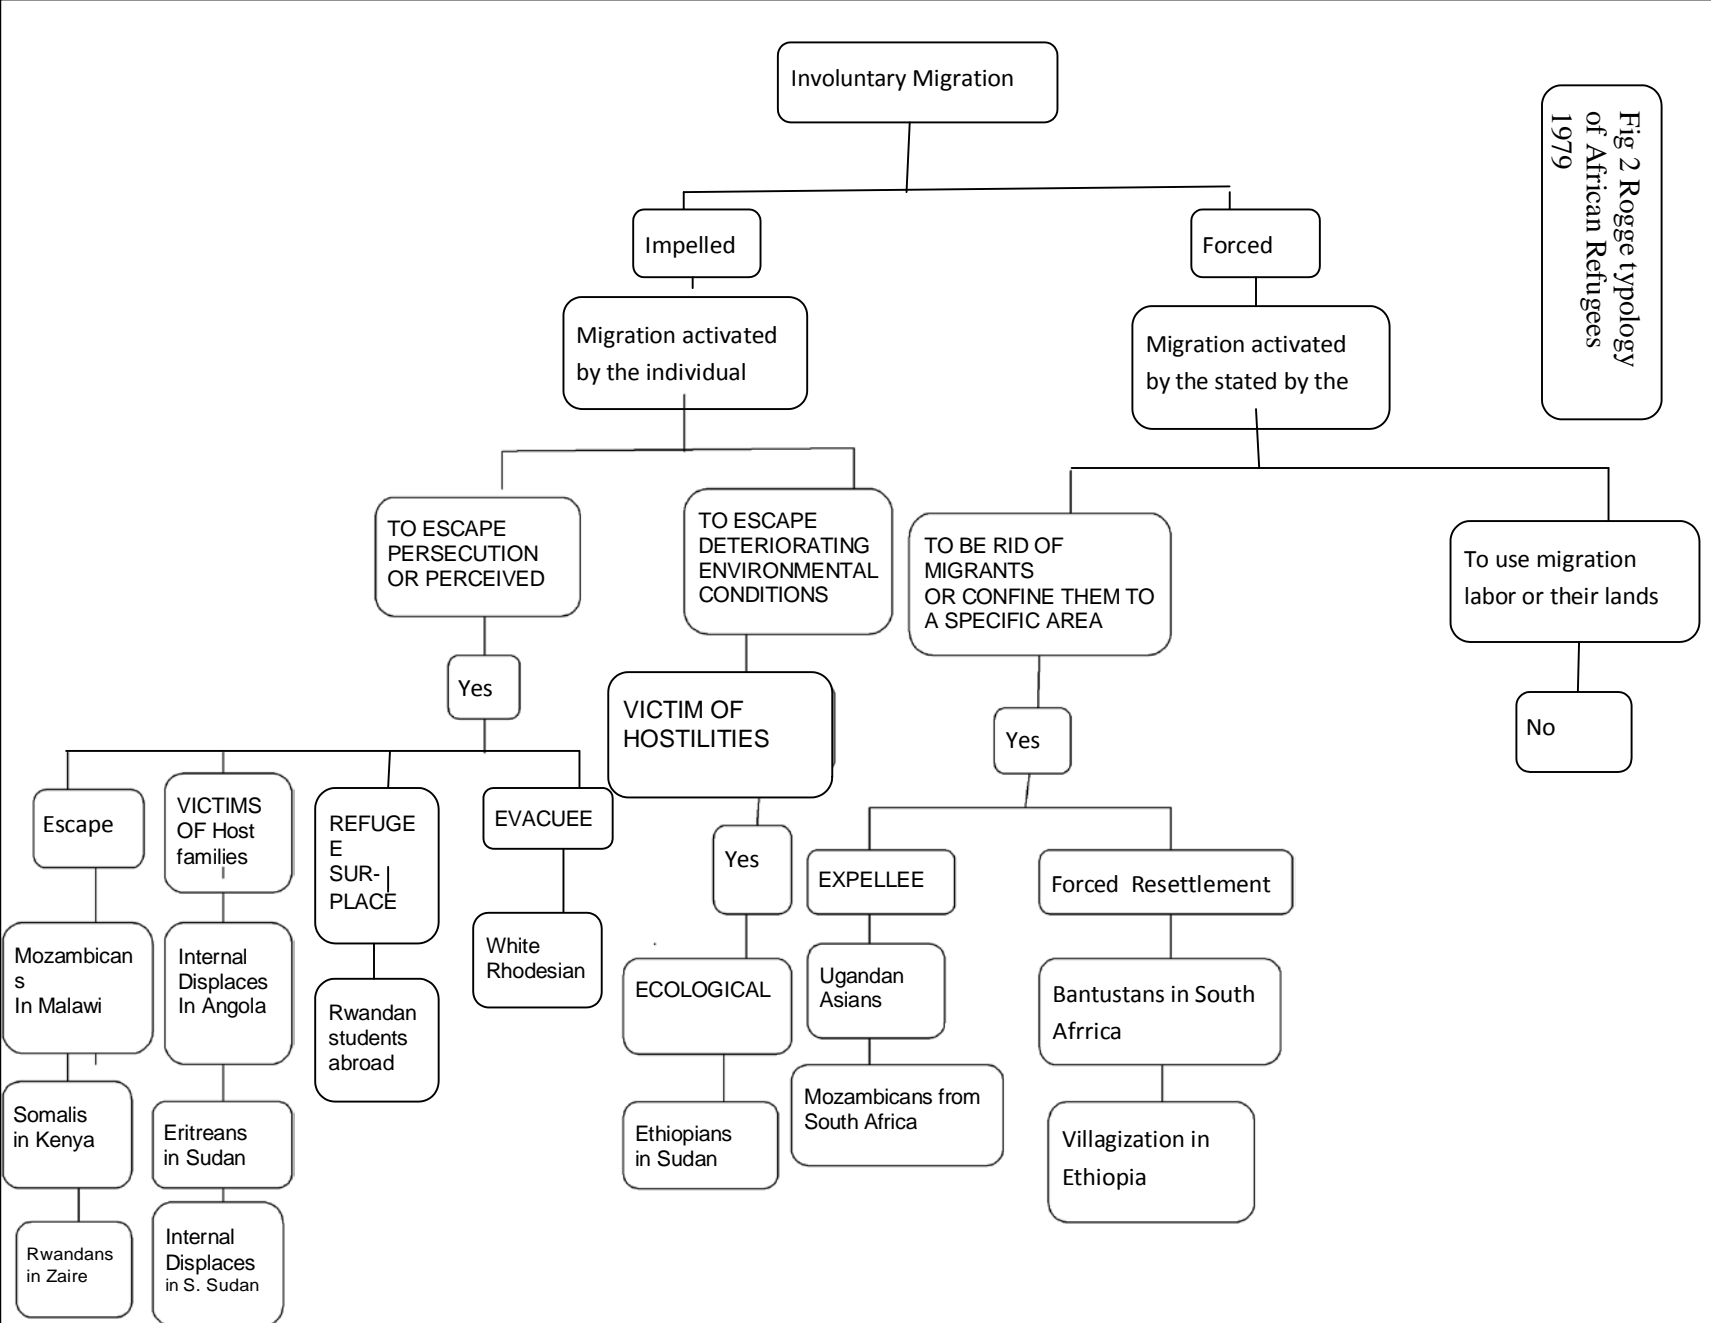 Involuntary Migration
Fig 2 Rogge typology
of African Refugees
1979
Impelled
Forced
Migration activated
by the individual
Migration activated
by the stated by the
TO ESCAPE
PERSECUTION
OR PERCEIVED
TO ESCAPE
DETERIORATING
ENVIRONMENTAL
CONDITIONS
TO BE RID OF
MIGRANTS
OR CONFINE THEM TO
A SPECIFIC AREA
To use migration
labor or their lands
Yes
VICTIM OF
HOSTILITIES
Yes
No
Escape
VICTIMS
OF Host
families
REFUGE
E
SUR-
PLACE
EVACUEE
Yes
EXPELLEE
Forced Resettlement
Mozambican
s
In Malawi
Internal
Displaces
In Angola
Rwandan
students
abroad
White
Rhodesian
ECOLOGICAL
Ugandan
Asians
Bantustans in South
Afrrica
Somalis
in Kenya
Eritreans
in Sudan
Ethiopians
in Sudan
Mozambicans from
South Africa
Villagization in
Ethiopia
Rwandans
in Zaire
Internal
Displaces
in S. Sudan